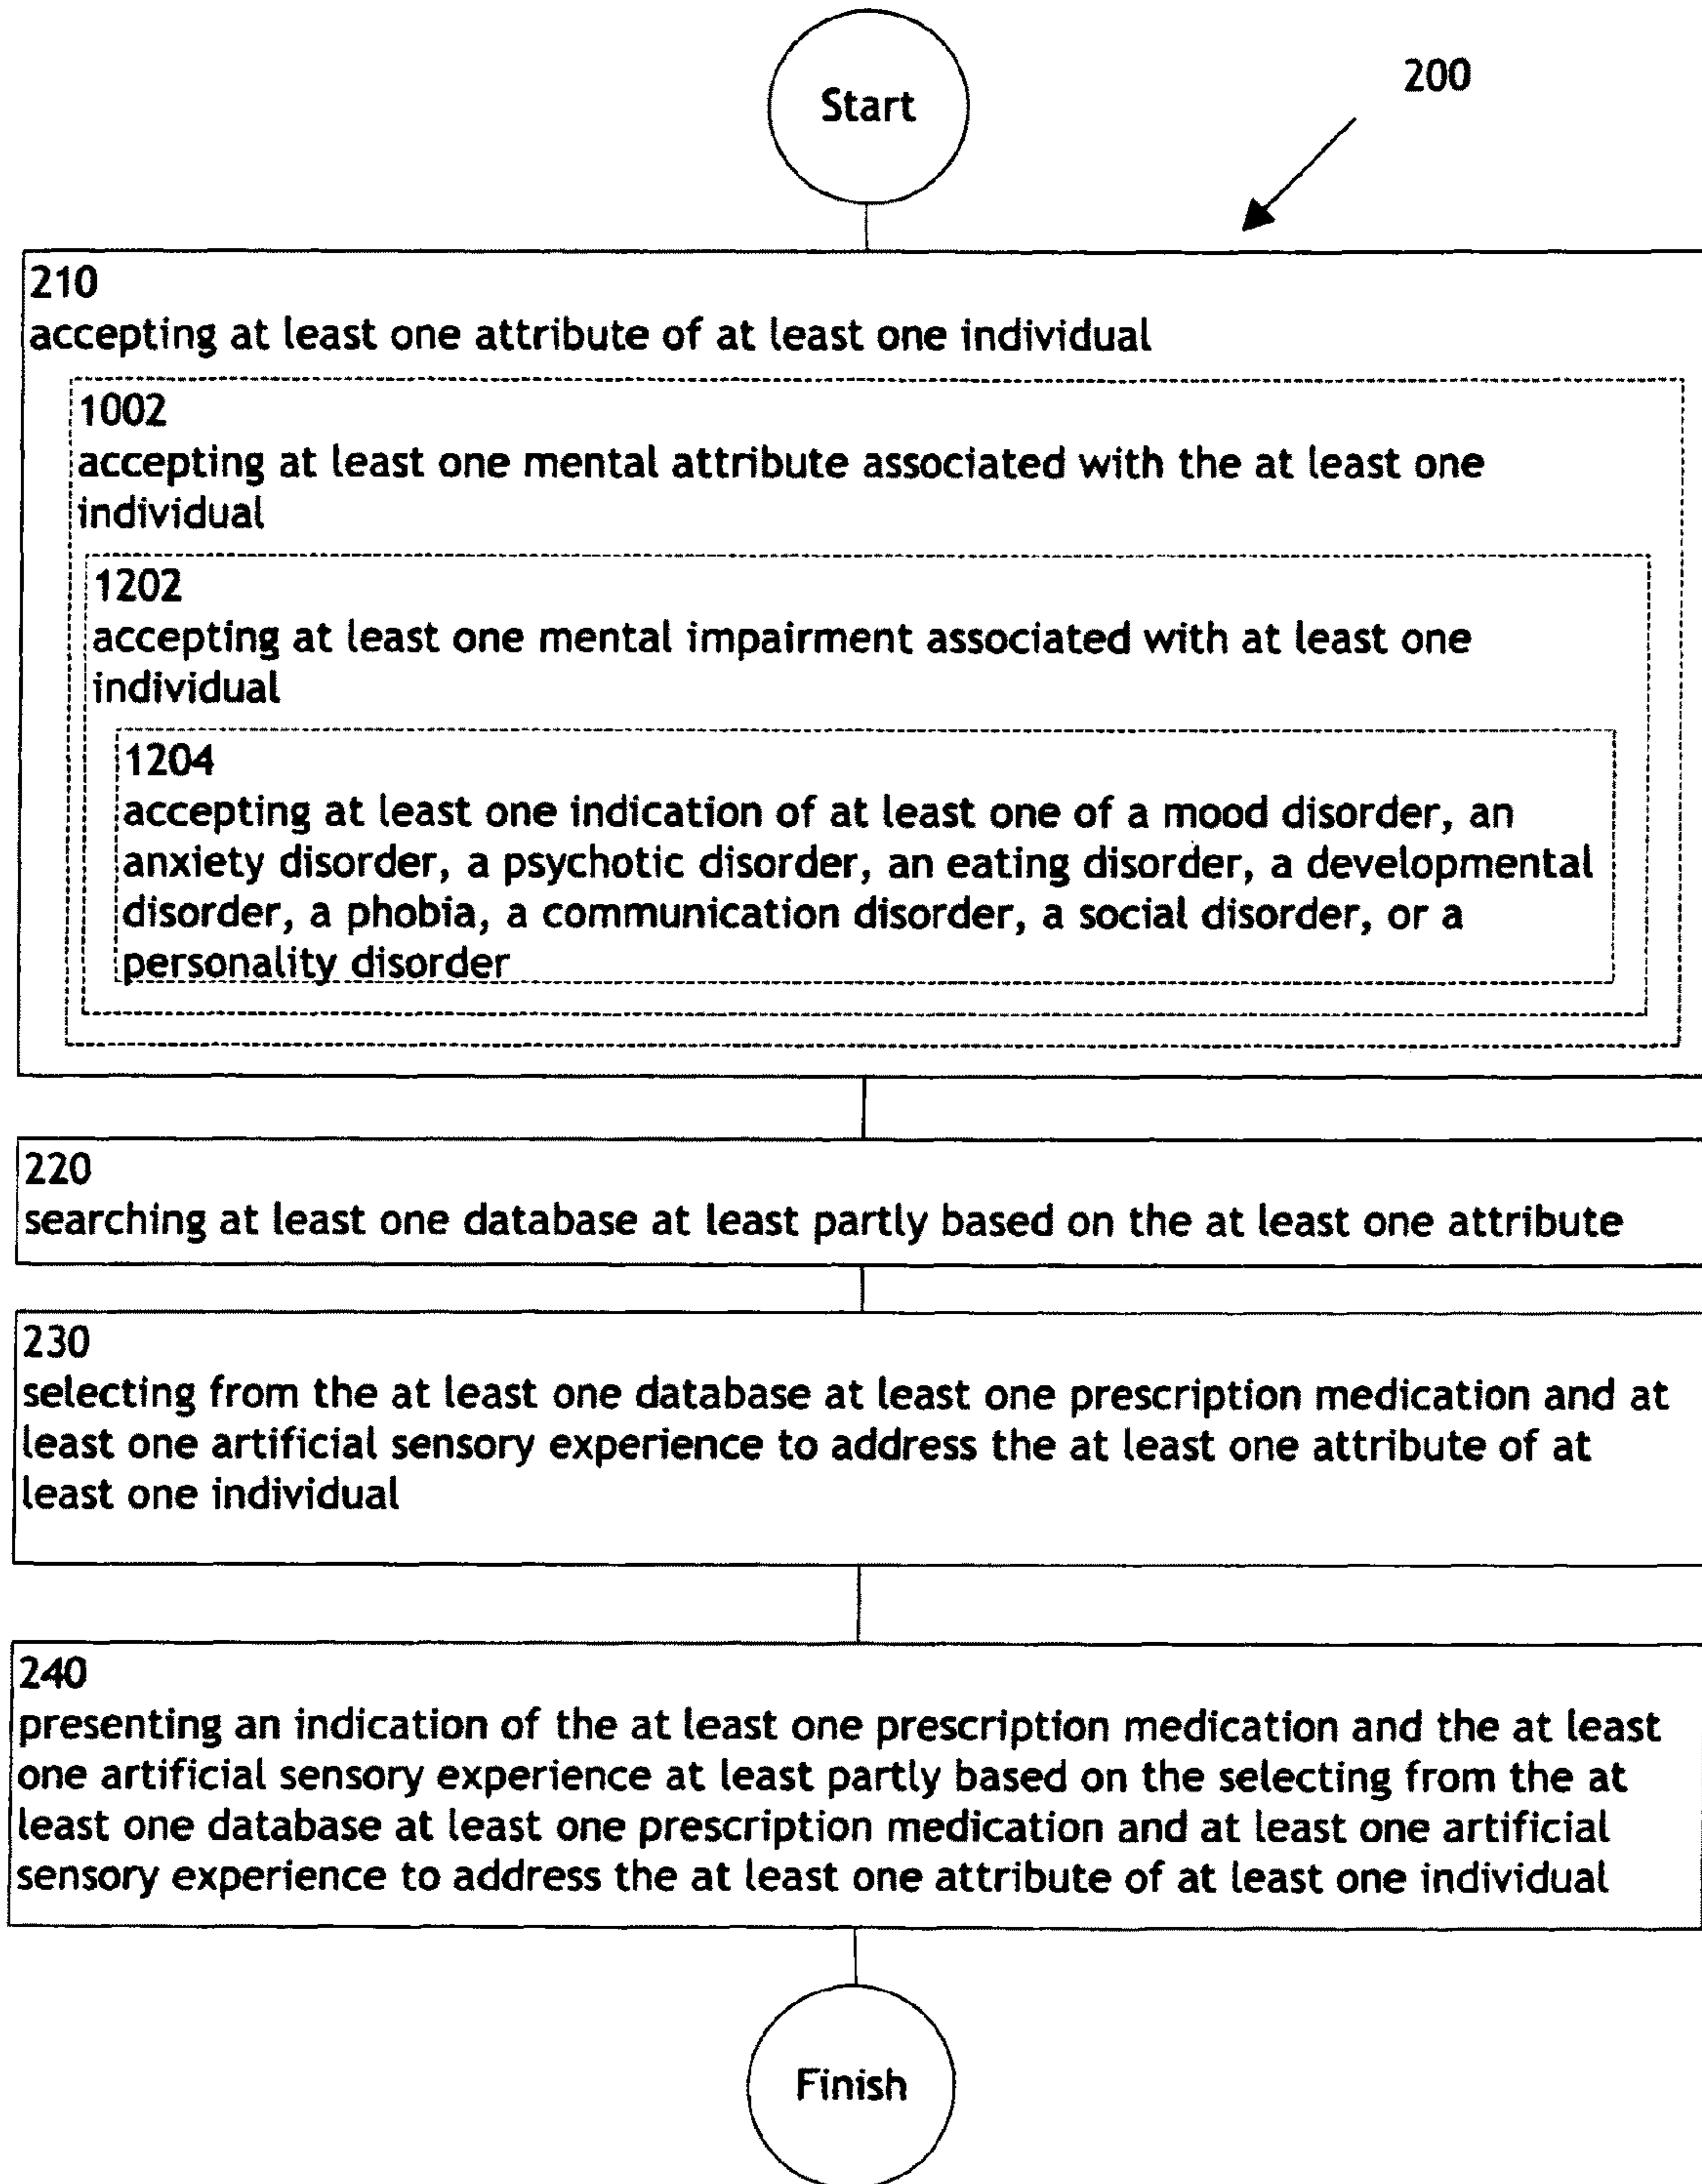 Start
200
210
accepting at least one attribute of at least one individual
1002
accepting at least one mental attribute associated with the at least one
individual
1202
accepting at least one mental impairment associated with at least one
individual
1204
accepting at least one indication of at least one of a mood disorder, an
anxiety disorder, a psychotic disorder, an eating disorder, a developmental
disorder, a phobia, a communication disorder, a social disorder, or a
personality disorder
220
searching at least one database at least partly based on the at least one attribute
230
selecting from the at least one database at least one prescription medication and at
least one artificial sensory experience to address the at least one attribute of at
least one individual
240
presenting an indication of the at least one prescription medication and the at least
one artificial sensory experience at least partly based on the selecting from the at
least one database at least one prescription medication and at least one artificial
sensory experience to address the at least one attribute of at least one individual
Finish